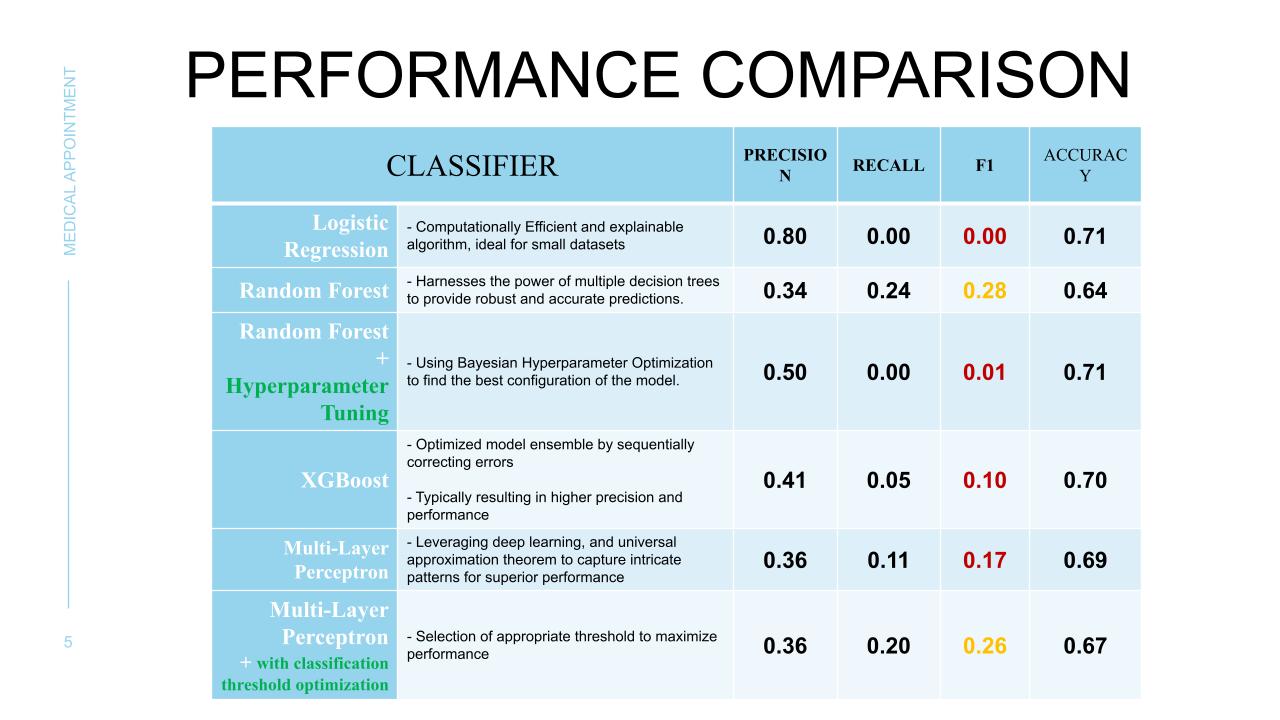 MEDICAL APPOINTMENT
5
PERFORMANCE COMPARISON
CLASSIFIER
PRECISIO
N
RECALL
F1
ACCURAC
Y
Logistic
Regression
- Computationally Efficient and explainable
algorithm, ideal for small datasets
0.80
0.00
0.00
0.71
Random Forest
- Harnesses the power of multiple decision trees
to provide robust and accurate predictions.
0.34
0.24
0.28
0.64
Random Forest
+
Hyperparameter
Tuning
- Using Bayesian Hyperparameter Optimization
to find the best configuration of the model.
0.50
0.00
0.01
0.71
XGBoost
- Optimized model ensemble by sequentially
correcting errors
- Typically resulting in higher precision and
performance
0.41
0.05
0.10
0.70
Multi-Layer
Perceptron
- Leveraging deep learning, and universal
approximation theorem to capture intricate
patterns for superior performance
0.36
0.11
0.17
0.69
Multi-Layer
Perceptron
+ with classification
threshold optimization
- Selection of appropriate threshold to maximize
performance
0.36
0.20
0.26
0.67